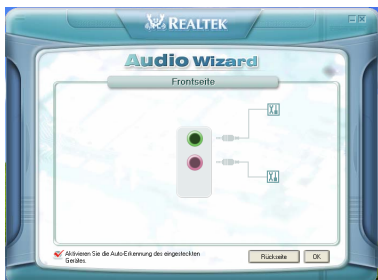 REALTEK
Audio Wizard
Frontseite
Aktivieren Sie die Auto-Erkennung des eingesteckten
Gerätes.
Rückseite
OK